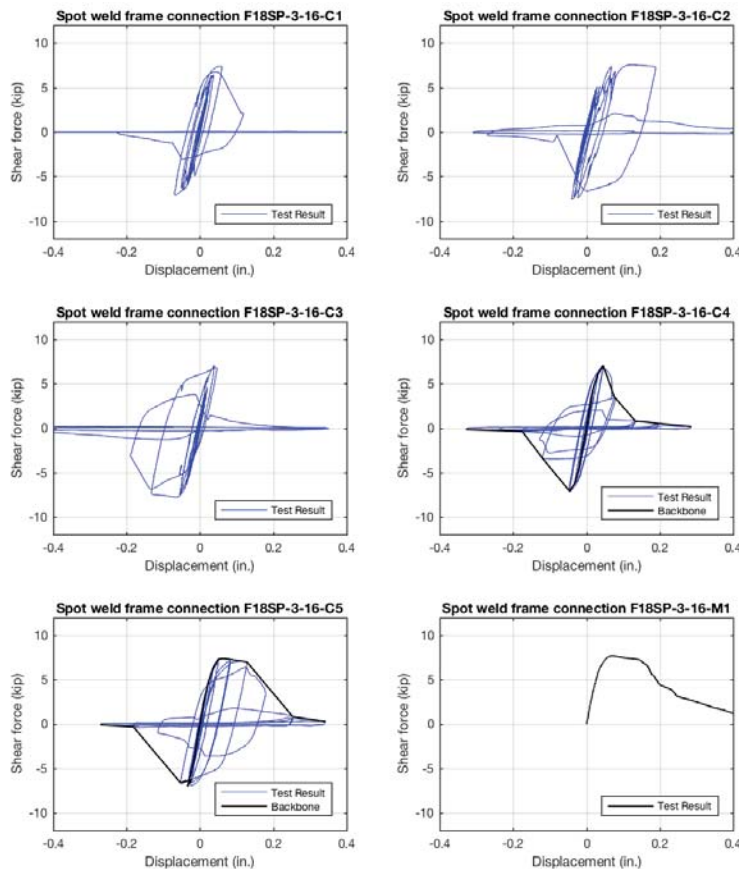 Spot weld frame connection F18SP-3-16-C1
10
5
0
-5
-10
Shear force (kip)
Test Result
-0.4 -0.2 0 0.2 0.4
Displacement (in.)
Spot weld frame connection F18SP-3-16-C2
10
5
0
-5
-10
Shear force (kip)
Test Result
-0.4 -0.2 0 0.2 0.4
Displacement (in.)
Spot weld frame connection F18SP-3-16-C3
10
5
0
-5
-10
Shear force (kip)
Test Result
-0.4 -0.2 0 0.2 0.4
Displacement (in.)
Spot weld frame connection F18SP-3-16-C4
10
5
0
-5
-10
Shear force (kip)
Test Result
Backbone
-0.4 -0.2 0 0.2 0.4
Displacement (in.)
Spot weld frame connection F18SP-3-16-C5
10
5
0
-5
-10
Shear force (kip)
Test Result
Backbone
-0.4 -0.2 0 0.2 0.4
Displacement (in.)
Spot weld frame connection F18SP-3-16-M1
10
5
0
-5
-10
Shear force (kip)
Test Result
-0.4 -0.2 0 0.2 0.4
Displacement (in.)